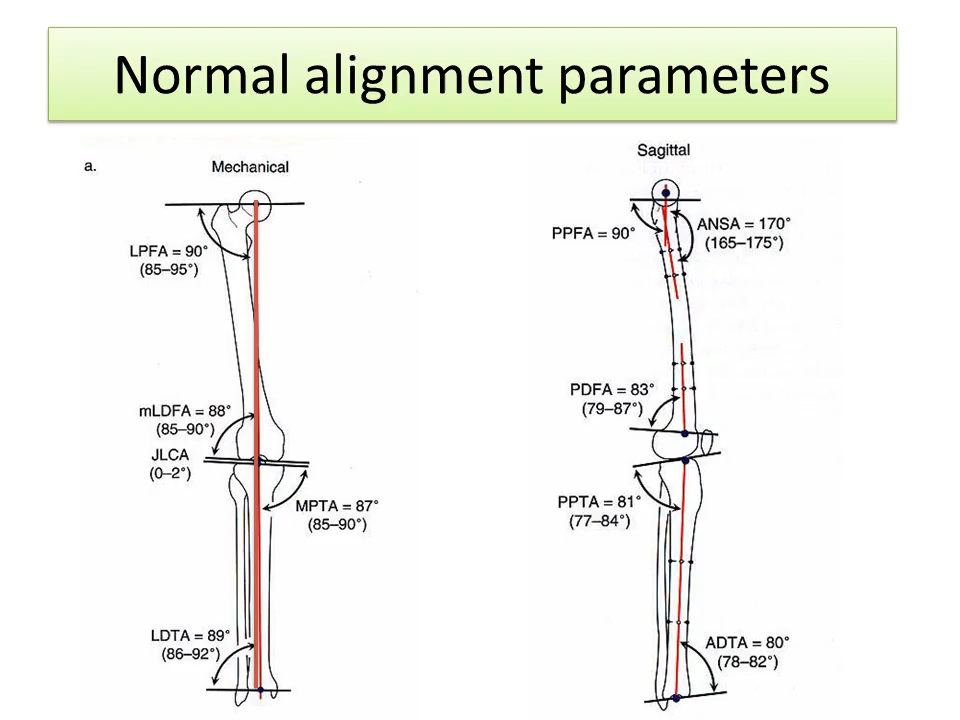 Normal alignment parameters
a.
Mechanical
LPFA = 90°
(85–95°)
mLDFA = 88°
(85–90°)
JLCA
(0–2°)
MPTA = 87°
(85–90°)
LDTA = 89°
(86–92°)
Sagittal
PPFA = 90°
ANSA = 170°
(165–175°)
PDFA = 83°
(79–87°)
PPTA = 81°
(77–84°)
ADTA = 80°
(78–82°)